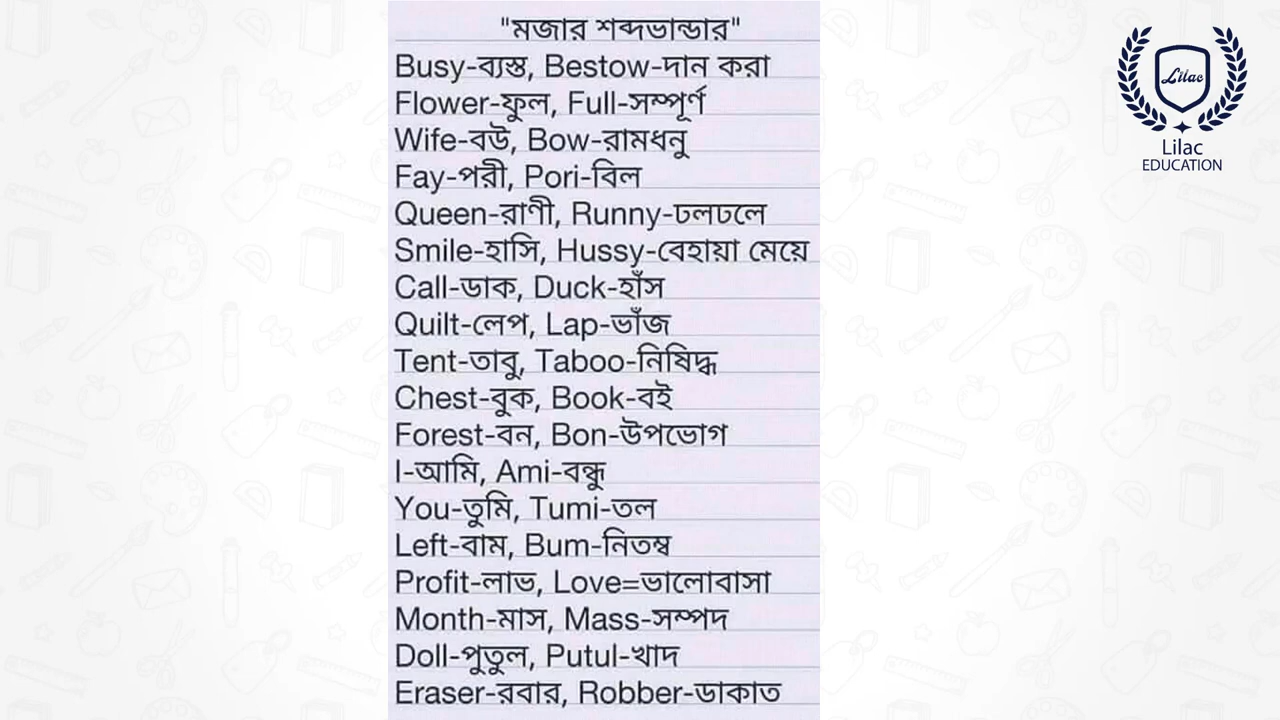 "মজার শব্দভান্ডার"
Busy-ব্যস্ত, Bestow-দান করা
Flower-ফুল, Full-সম্পূর্ণ
Wife-বউ, Bow-রামধনু
Fay-পরী, Pori-বিল
Queen-রাণী, Runny-ঢলঢলে
Smile-হাসি, Hussy-বেহায়া মেয়ে
Call-ডাক, Duck-হাঁস
Quilt-লেপ, Lap-ভাঁজ
Tent-তাবু, Taboo-নিষিদ্ধ
Chest-বুক, Book-বই
Forest-বন, Bon-উপভোগ
I-আমি, Ami-বন্ধু
You-তুমি, Tumi-তল
Left-বাম, Bum-নিতম্ব
Profit-লাভ, Love=ভালোবাসা
Month-মাস, Mass-সম্পদ
Doll-পুতুল, Putul-খাদ
Eraser-রবার, Robber-ডাকাত
Lilac
Lilac
EDUCATION